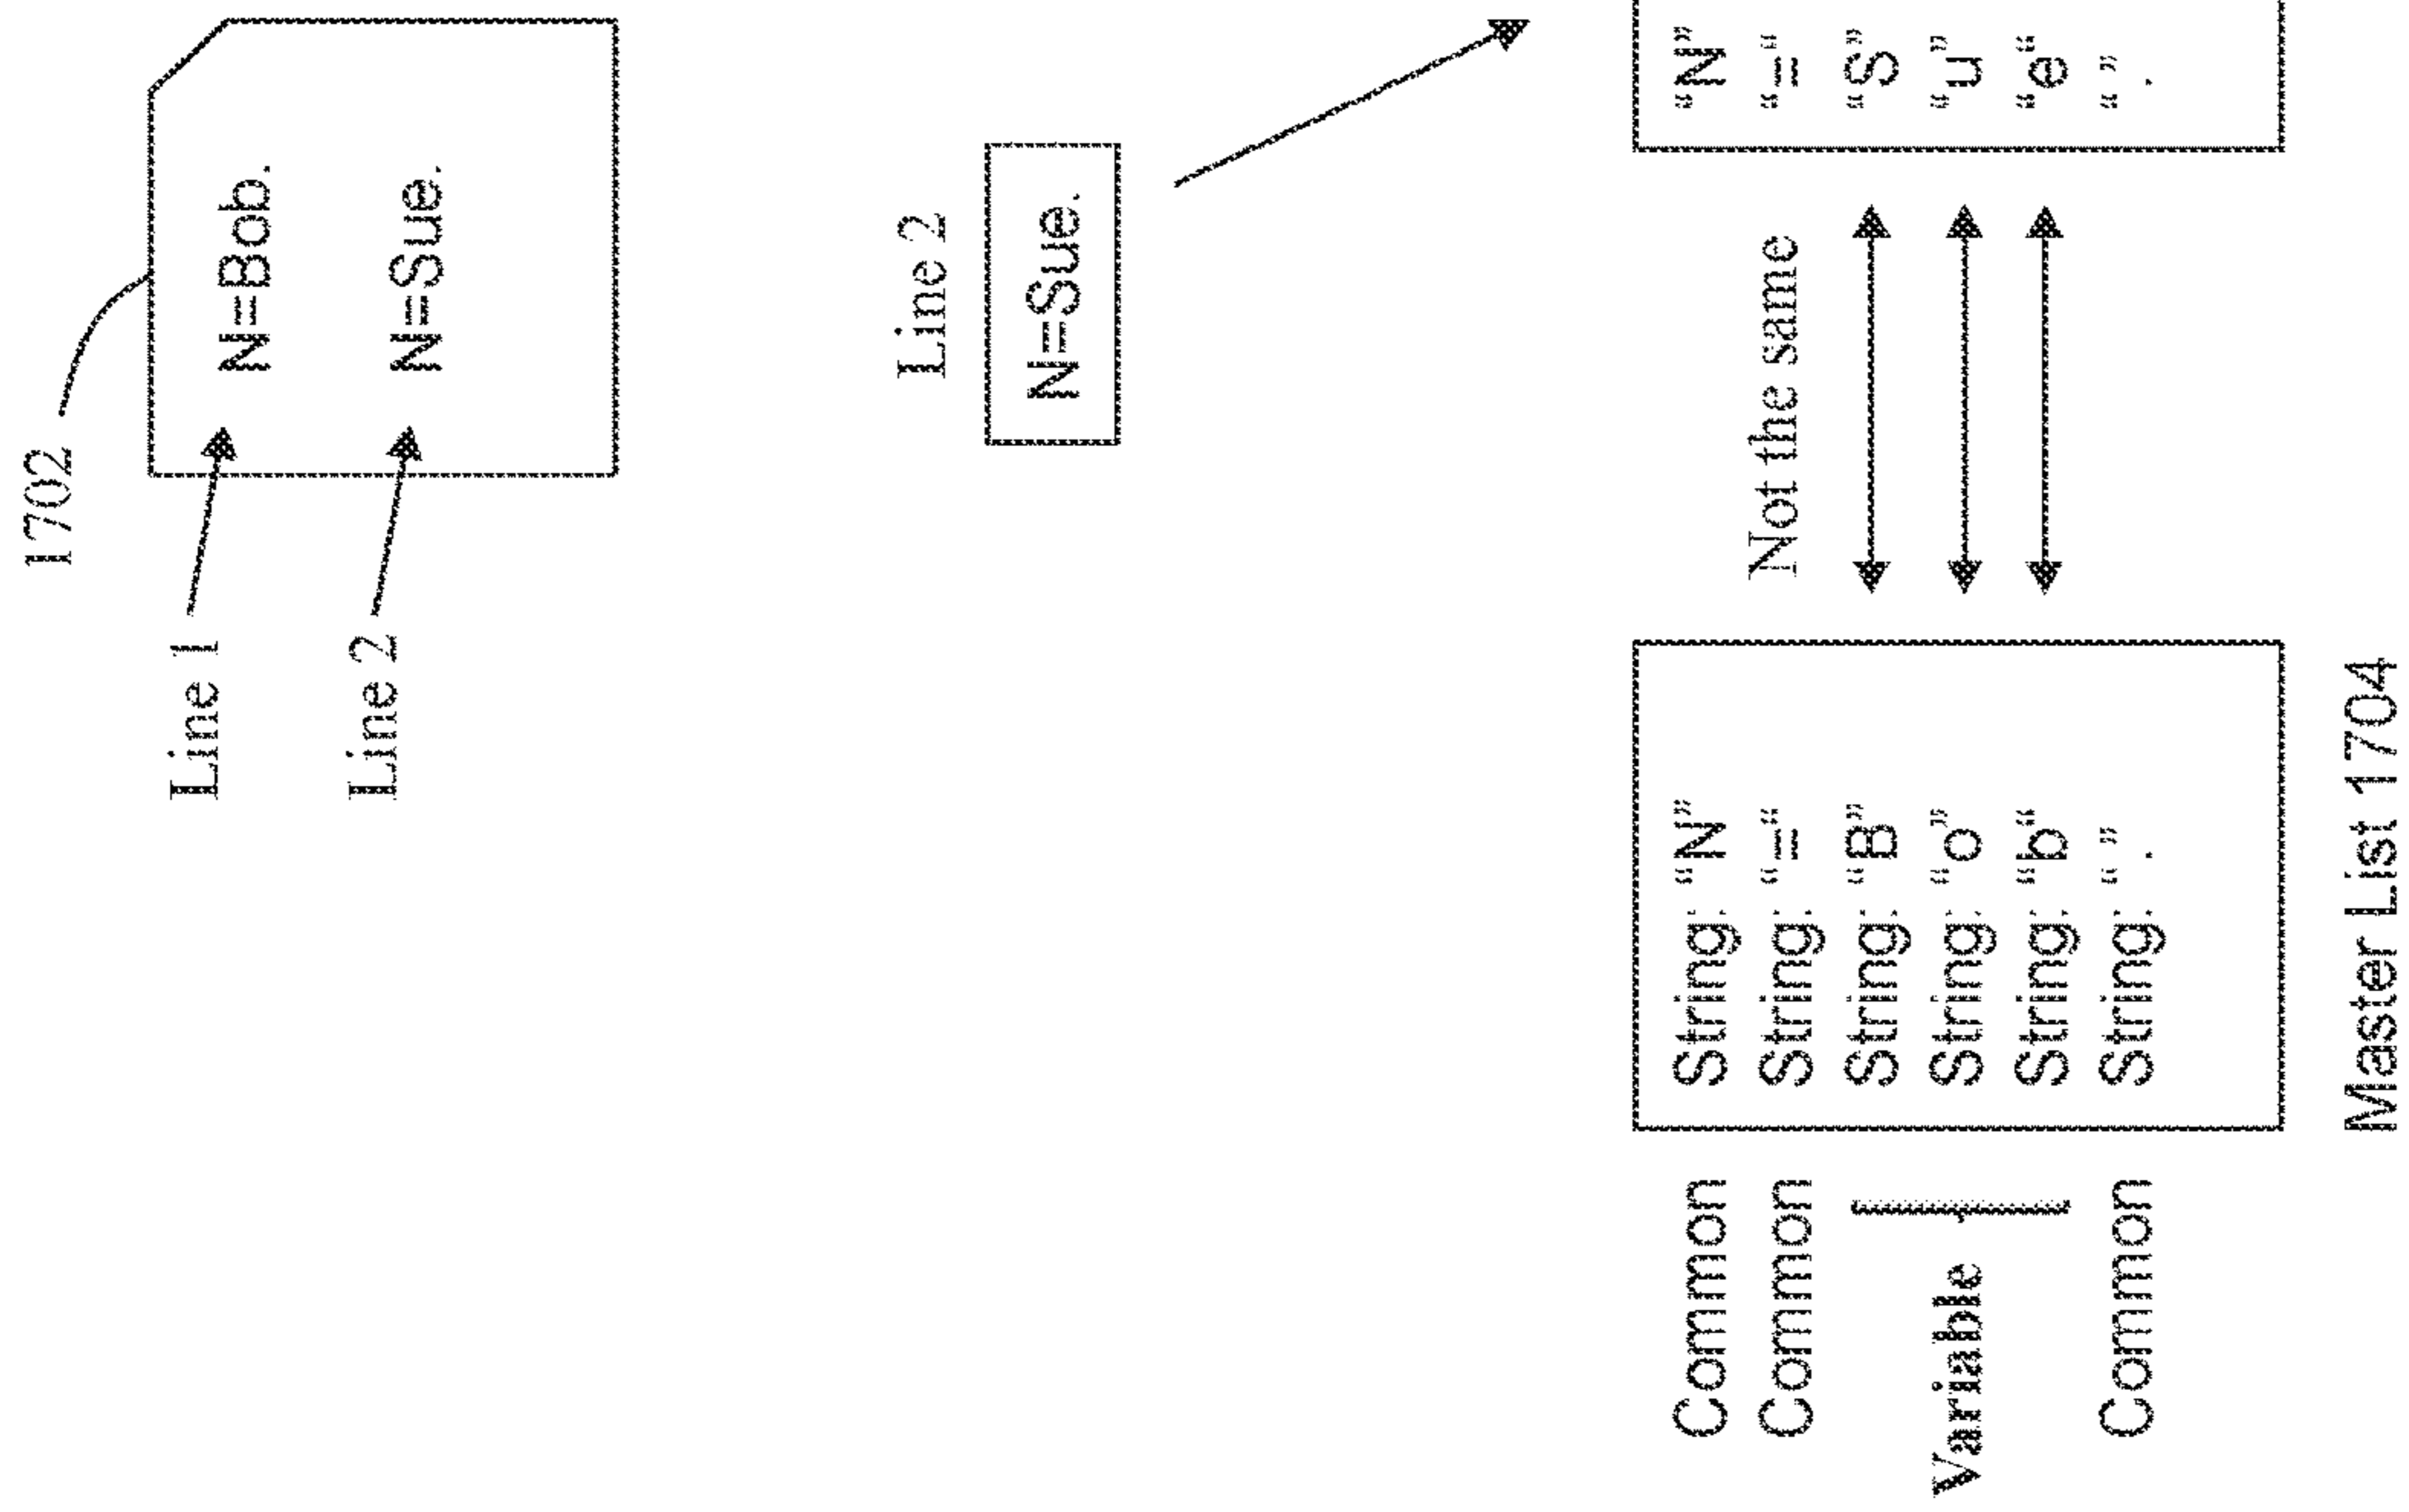 1702
Line 1
N=Bob.
Line 2
N=Sue.
Line 2
N=Sue.
Not the same
Common String: “N” “N”
Common String: “=“ “=“
String: “B” “S”
Variable String: “o” “u”
String: “b“ “e“
Common String: “.” “.”
Master List 1704